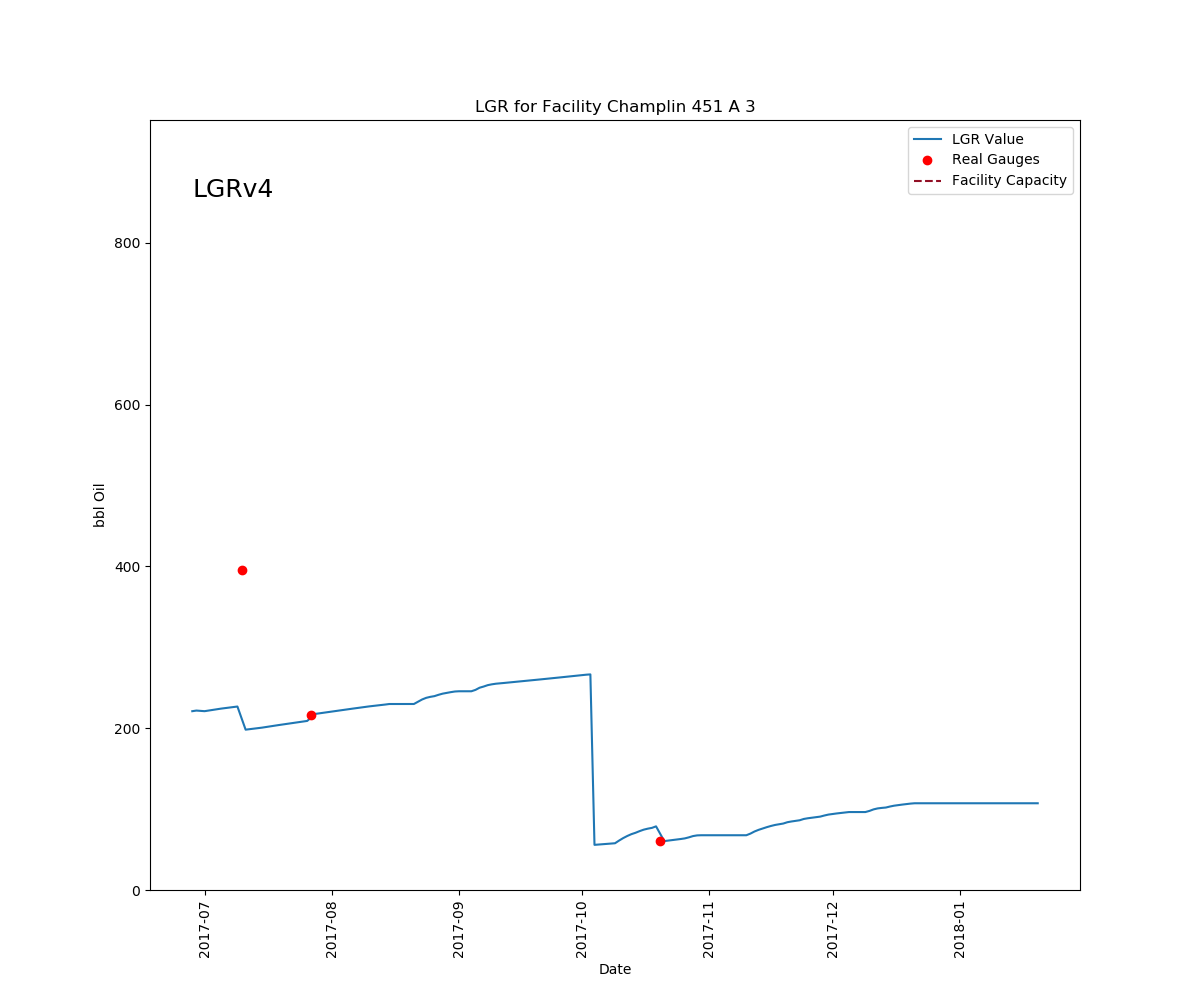 LGR for Facility Champlin 451 A 3
LGRv4
LGR Value
Real Gauges
Facility Capacity
bbl Oil
800
600
400
200
0
2017-07
2017-08
2017-09
2017-10
2017-11
2017-12
2018-01
Date